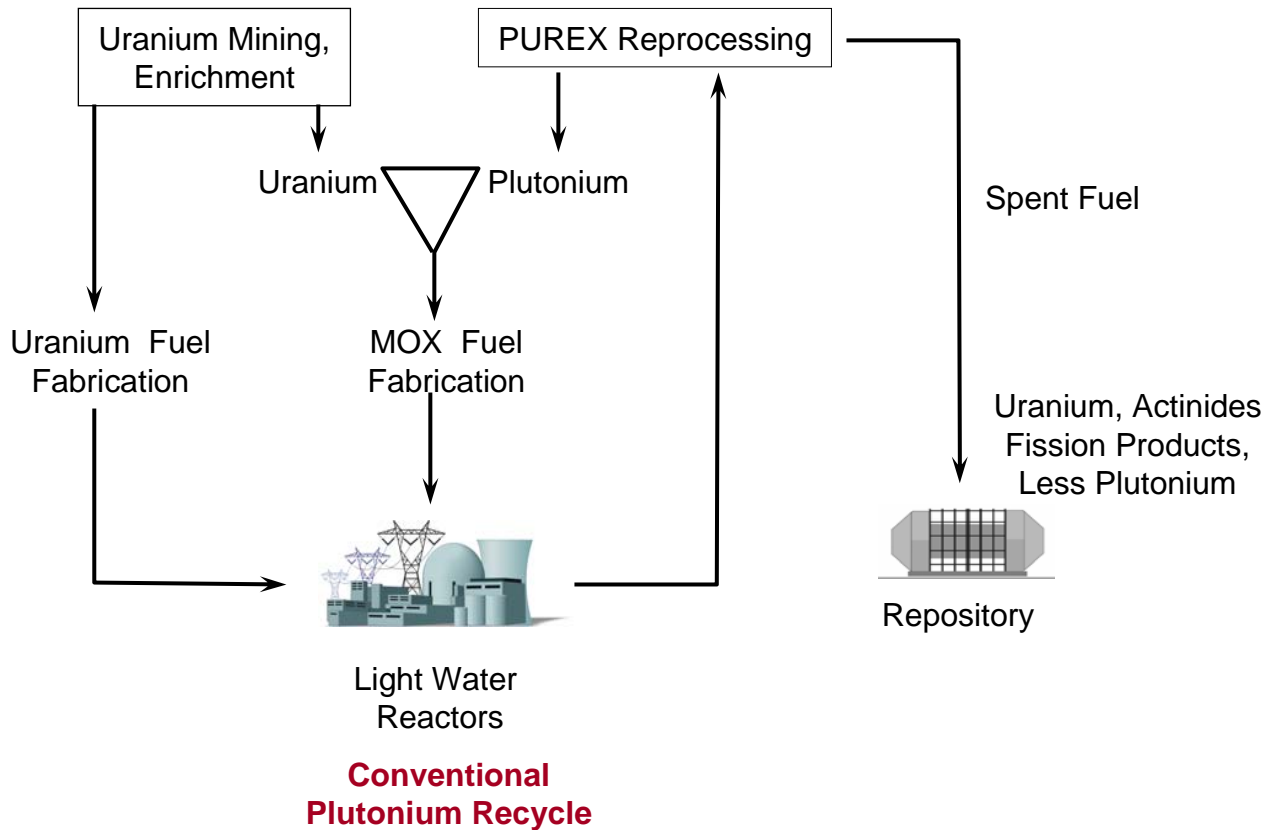 Uranium Mining,
Enrichment
PUREX Reprocessing
Uranium
Plutonium
Spent Fuel
Uranium Fuel
Fabrication
MOX Fuel
Fabrication
Uranium, Actinides
Fission Products,
Less Plutonium
Repository
Light Water
Reactors
Conventional
Plutonium Recycle